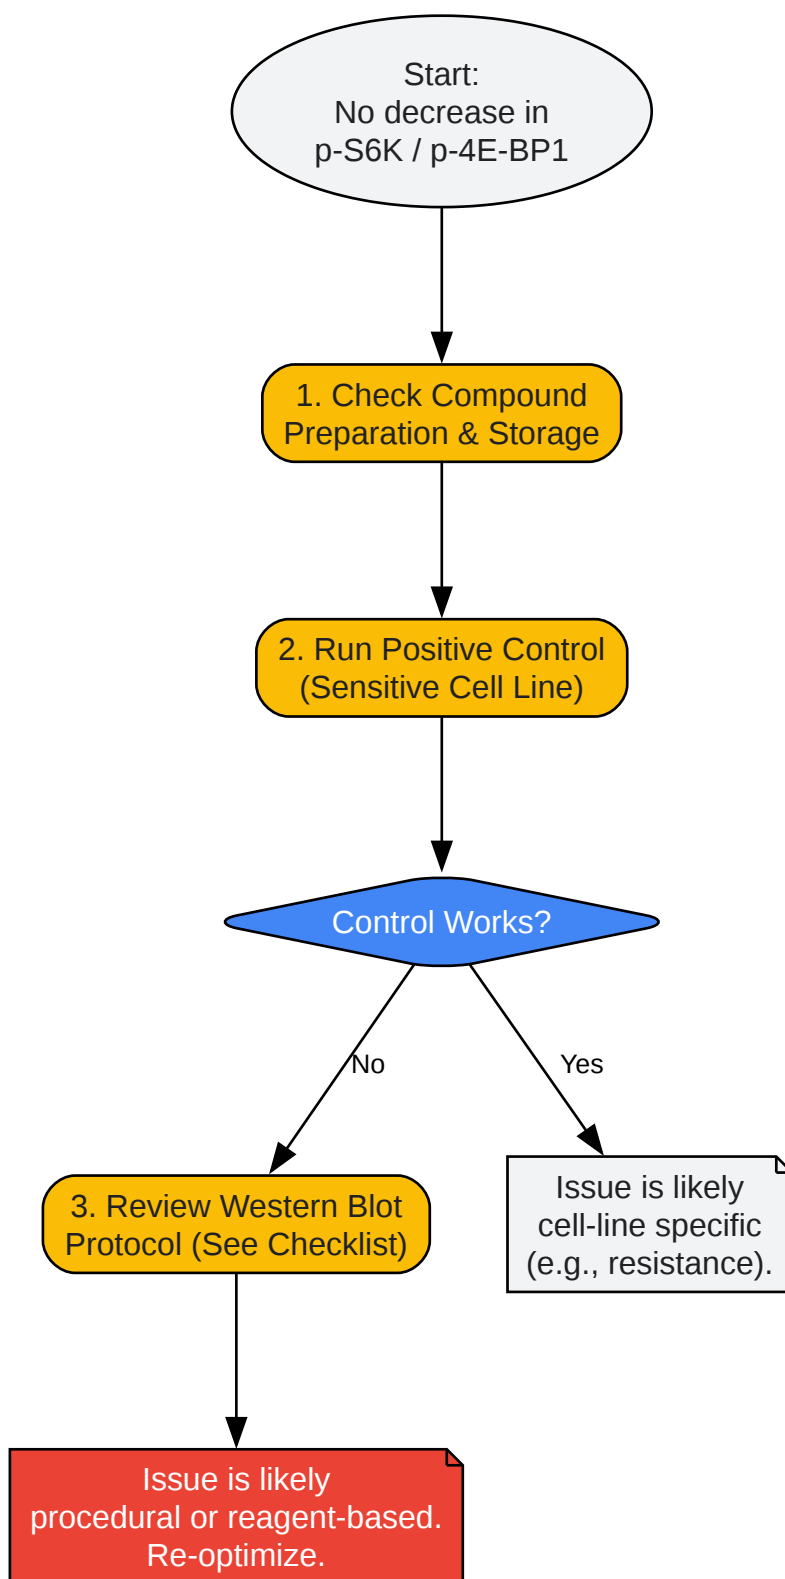 Start:
No decrease in
p-S6K / p-4E-BP1
1. Check Compound
Preparation & Storage
2. Run Positive Control
(Sensitive Cell Line)
Control Works?
No
Yes
3. Review Western Blot
Protocol (See Checklist)
Issue is likely
cell-line specific
(e.g., resistance).
Issue is likely
procedural or reagent-based.
Re-optimize.